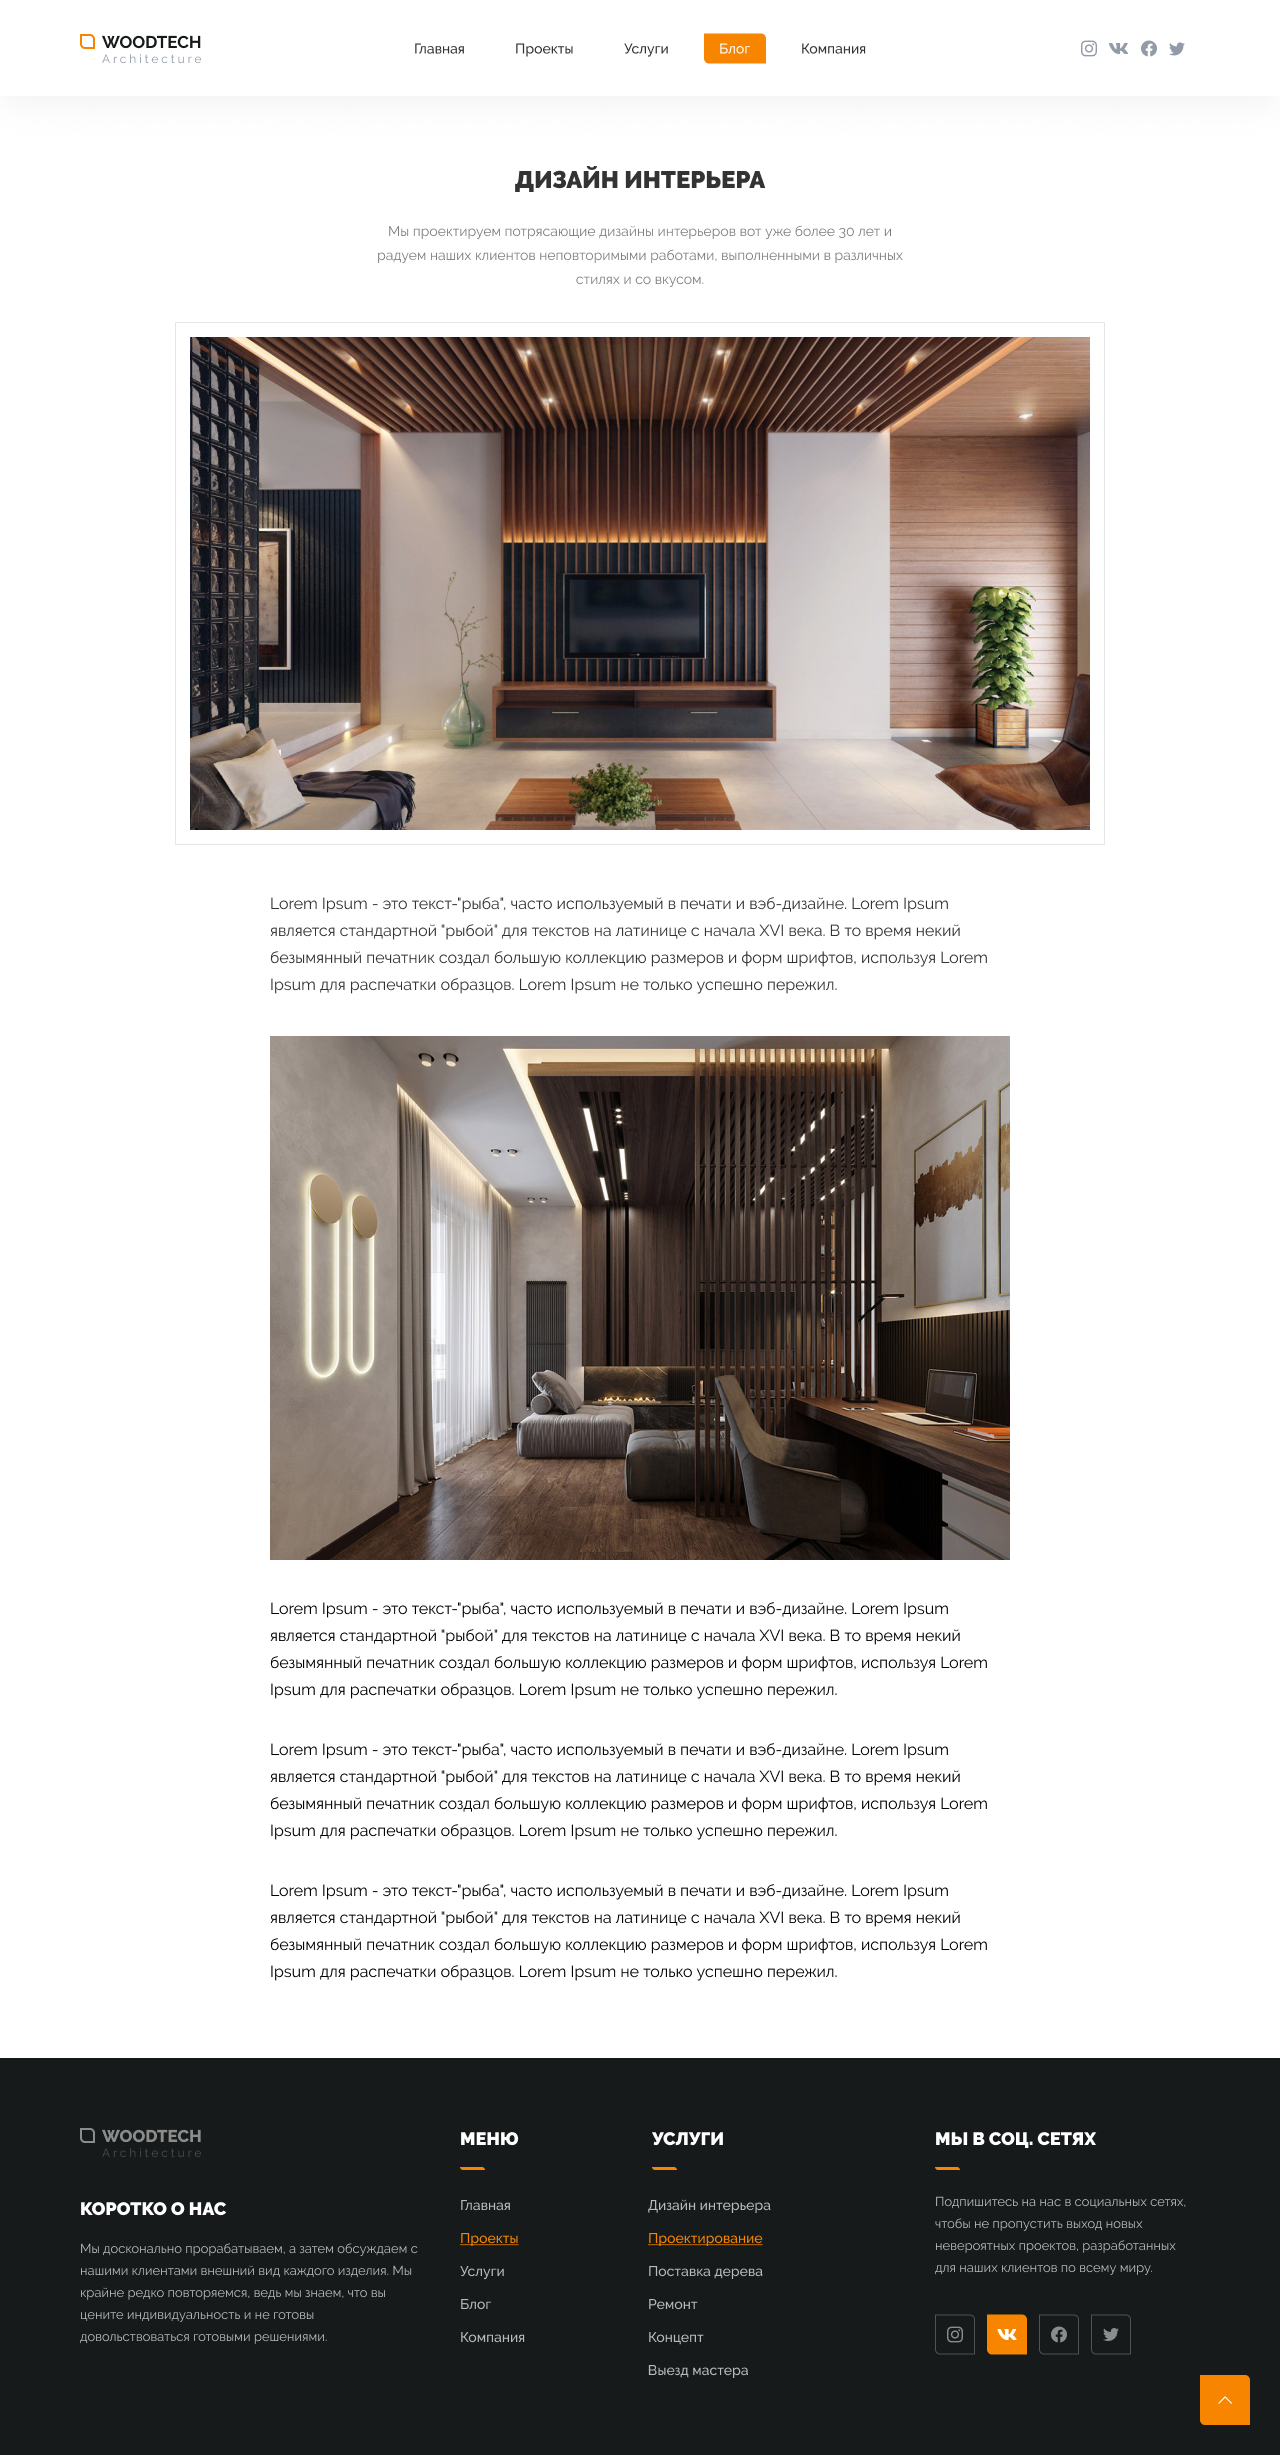 WOODTECH
Architecture
Главная
Проекты
Услуги
Блог
Компания
ДИЗАЙН ИНТЕРЬЕРА
Мы проектируем потрясающие дизайны интерьеров вот уже более 30 лет и
радуем наших клиентов неповторимыми работами, выполненными в различных
стилях и со вкусом.
Lorem Ipsum - это текст-"рыба", часто используемый в печати и вэб-дизайне. Lorem Ipsum
является стандартной "рыбой" для текстов на латинице с начала XVI века. В то время некий
безымянный печатник создал большую коллекцию размеров и форм шрифтов, используя Lorem
Ipsum для распечатки образцов. Lorem Ipsum не только успешно пережил.
Lorem Ipsum - это текст-"рыба", часто используемый в печати и вэб-дизайне. Lorem Ipsum
является стандартной "рыбой" для текстов на латинице с начала XVI века. В то время некий
безымянный печатник создал большую коллекцию размеров и форм шрифтов, используя Lorem
Ipsum для распечатки образцов. Lorem Ipsum не только успешно пережил.
Lorem Ipsum - это текст-"рыба", часто используемый в печати и вэб-дизайне. Lorem Ipsum
является стандартной "рыбой" для текстов на латинице с начала XVI века. В то время некий
безымянный печатник создал большую коллекцию размеров и форм шрифтов, используя Lorem
Ipsum для распечатки образцов. Lorem Ipsum не только успешно пережил.
Lorem Ipsum - это текст-"рыба", часто используемый в печати и вэб-дизайне. Lorem Ipsum
является стандартной "рыбой" для текстов на латинице с начала XVI века. В то время некий
безымянный печатник создал большую коллекцию размеров и форм шрифтов, используя Lorem
Ipsum для распечатки образцов. Lorem Ipsum не только успешно пережил.
WOODTECH
Architecture
КОРОТКО О НАС
Мы досконально прорабатываем, а затем обсуждаем с
нашими клиентами внешний вид каждого изделия. Мы
крайне редко повторяемся, ведь мы знаем, что вы
цените индивидуальность и не готовы
довольствоваться готовыми решениями.
МЕНЮ
Главная
Проекты
Услуги
Блог
Компания
УСЛУГИ
Дизайн интерьера
Проектирование
Поставка дерева
Ремонт
Концепт
Выезд мастера
МЫ В СОЦ. СЕТЯХ
Подпишитесь на нас в социальных сетях,
чтобы не пропустить выход новых
невероятных проектов, разработанных
для наших клиентов по всему миру.